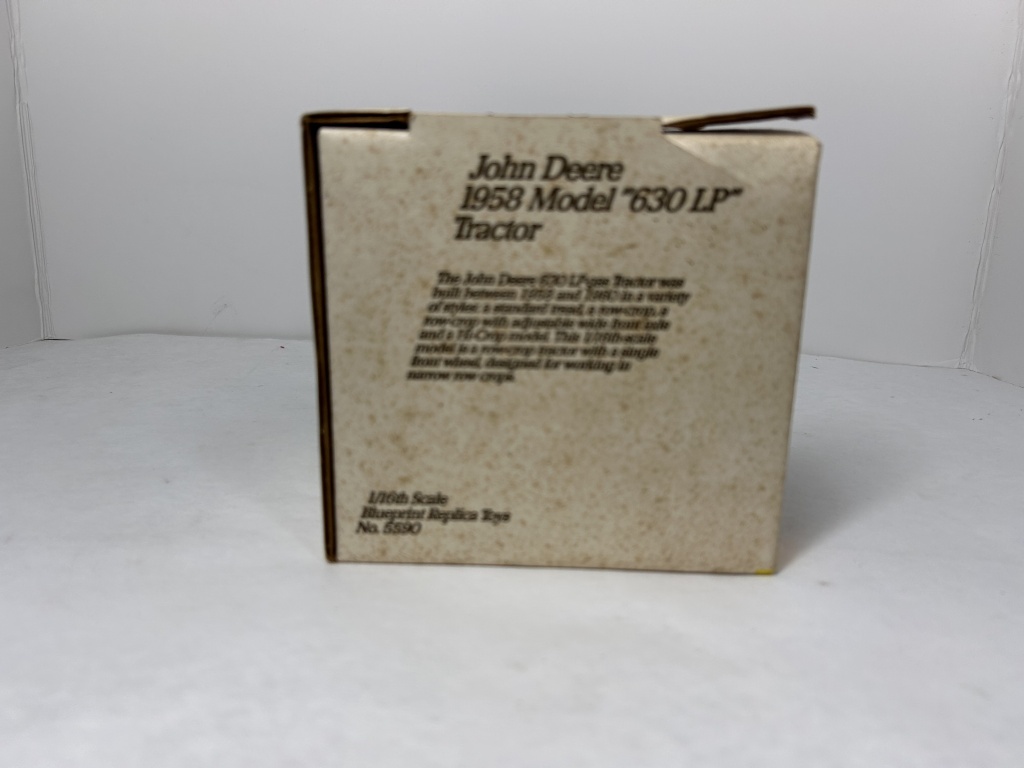 John Deere
1958 Model "630 LP"
Tractor
The John Deere 630 LP-gas Tractor was
built between 1958 and 1960 in a variety
of styles: a standard tread, a row-crop, a
row-crop with adjustable wide front axle
and a Hi-Crop model. This 1/16th scale
model is a row-crop tractor with a single
front wheel, designed for working in
narrow row crops.
1/16th Scale
Blueprint Replica Toys
No. 5590